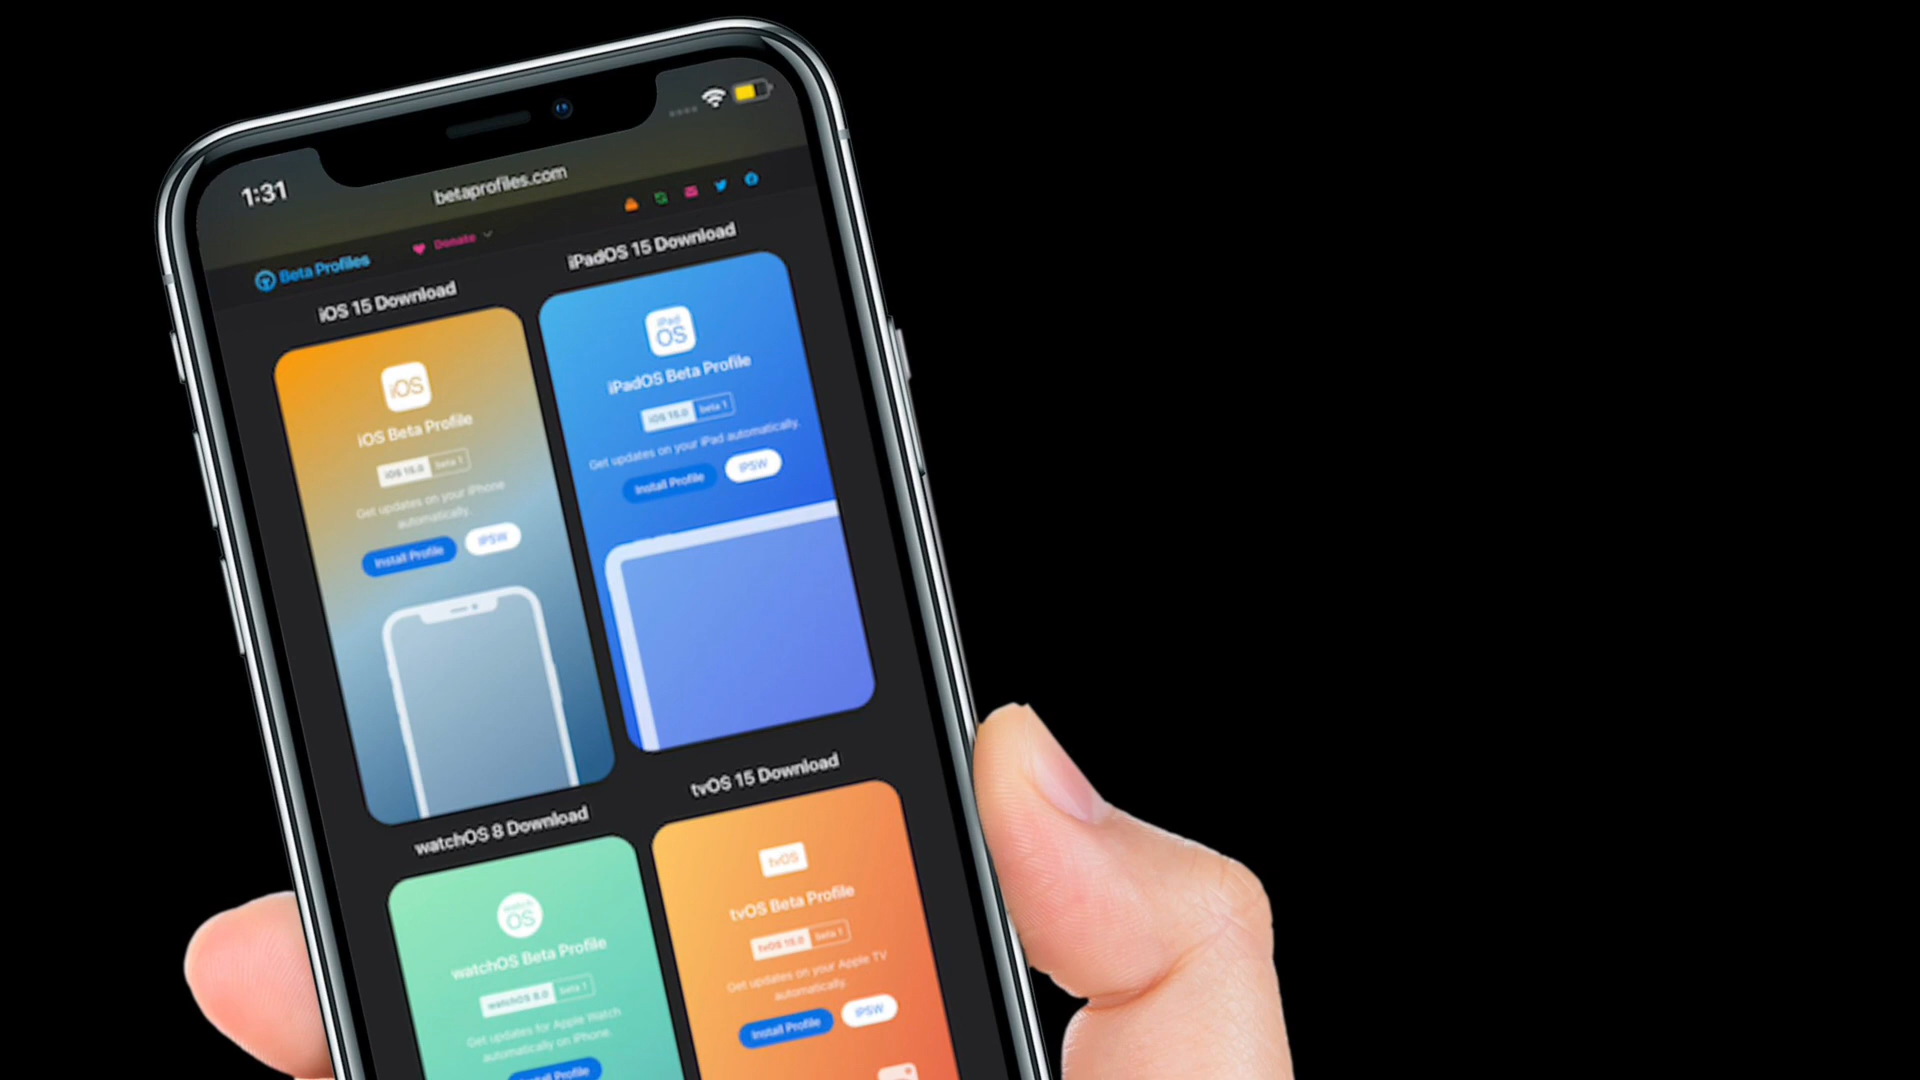 1:31
betaprofiles.com
Beta Profiles
Donate
iOS 15 Download
iOS
iOS Beta Profile
iOS 15.0 beta 1
Get updates on your iPhone
automatically.
Install Profile IPSW
iPadOS 15 Download
iPad
OS
iPadOS Beta Profile
iOS 15.0 beta 1
Get updates on your iPad automatically.
Install Profile IPSW
watchOS 8 Download
watch
OS
watchOS Beta Profile
watchOS 8.0 beta 1
Get updates for Apple Watch
automatically on iPhone.
Install Profile
tvOS 15 Download
tvOS
tvOS Beta Profile
tvOS 15.0 beta 1
Get updates on your Apple TV
automatically.
Install Profile IPSW